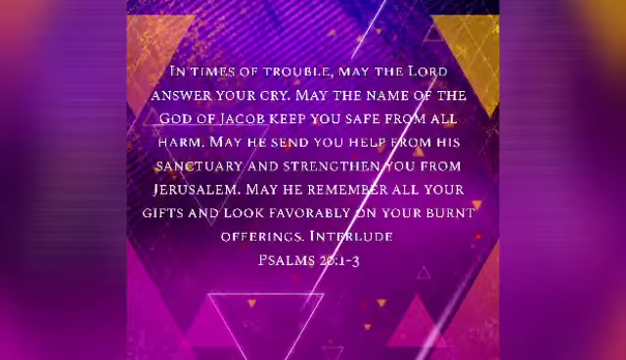 In times of trouble, may the Lord
answer your cry. May the name of the
God of Jacob keep you safe from all
harm. May he send you help from his
sanctuary and strengthen you from
Jerusalem. May he remember all your
gifts and look favorably on your burnt
offerings. Interlude
Psalms 20:1-3